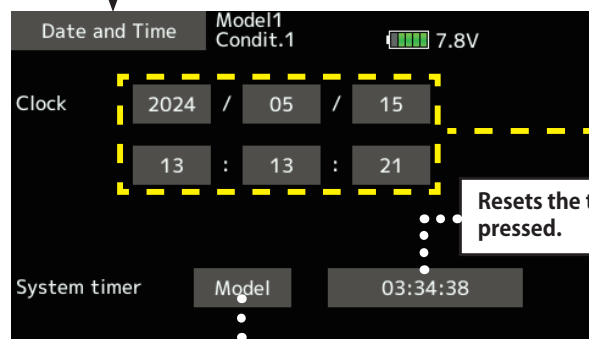 Date and Time
Model1
Condit.1
7.8V
Clock 2024 / 05 / 15
13 : 13 : 21
Resets the
pressed.
System timer Model 03:34:38